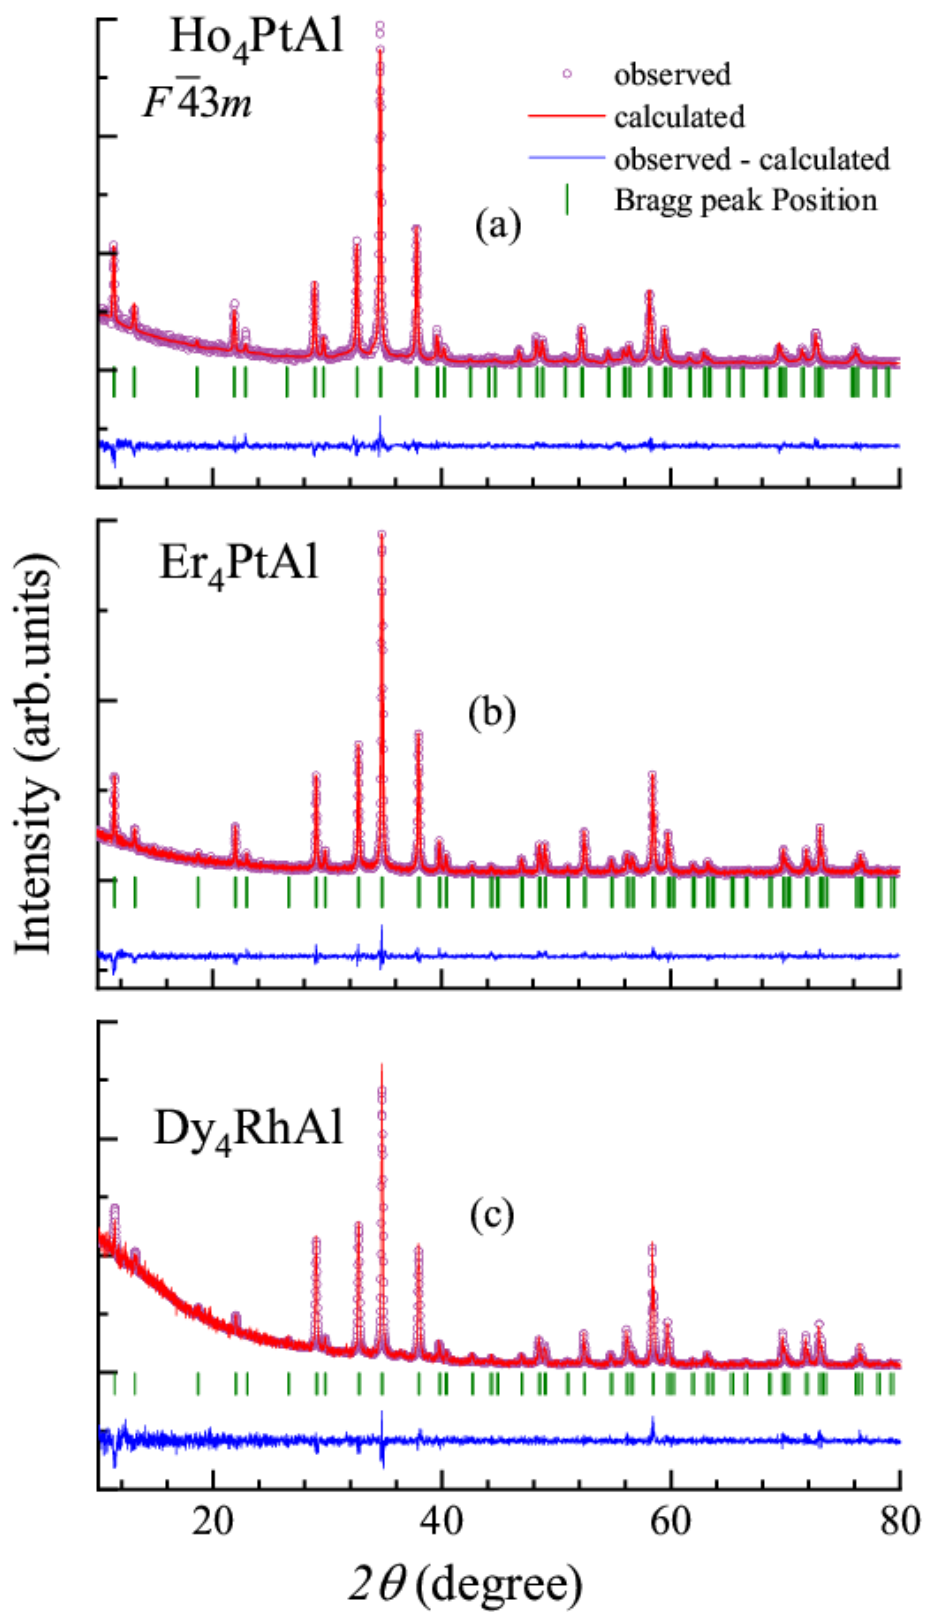 Ho₄PtAl
F4̅3m
observed
calculated
observed - calculated
Bragg peak Position
(a)
Er₄PtAl
(b)
Dy₄RhAl
(c)
Intensity (arb.units)
20 40 60 80
2θ (degree)